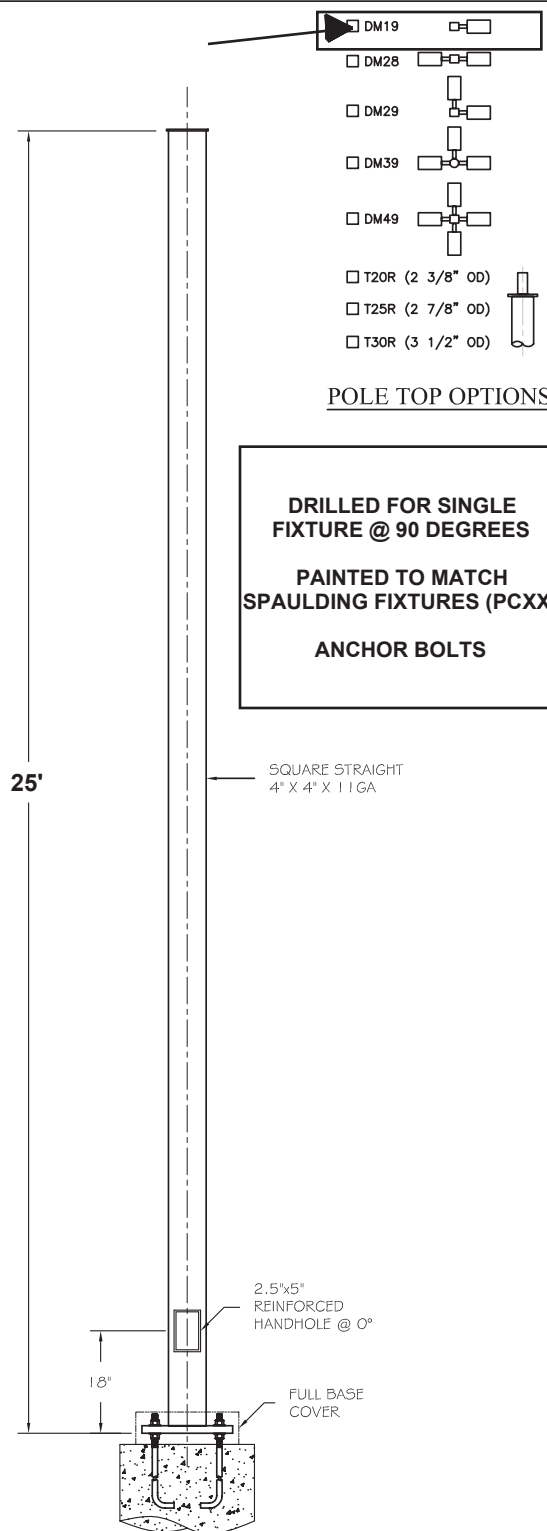 DM19
DM28
DM29
DM39
DM49
T20R (2 3/8" OD)
T25R (2 7/8" OD)
T30R (3 1/2" OD)
POLE TOP OPTIONS
DRILLED FOR SINGLE
FIXTURE @ 90 DEGREES
PAINTED TO MATCH
SPAULDING FIXTURES (PCXX
ANCHOR BOLTS
25'
SQUARE STRAIGHT
4" X 4" X 11GA
2.5"x5"
REINFORCED
HANDHOLE @ 0°
18"
FULL BASE
COVER